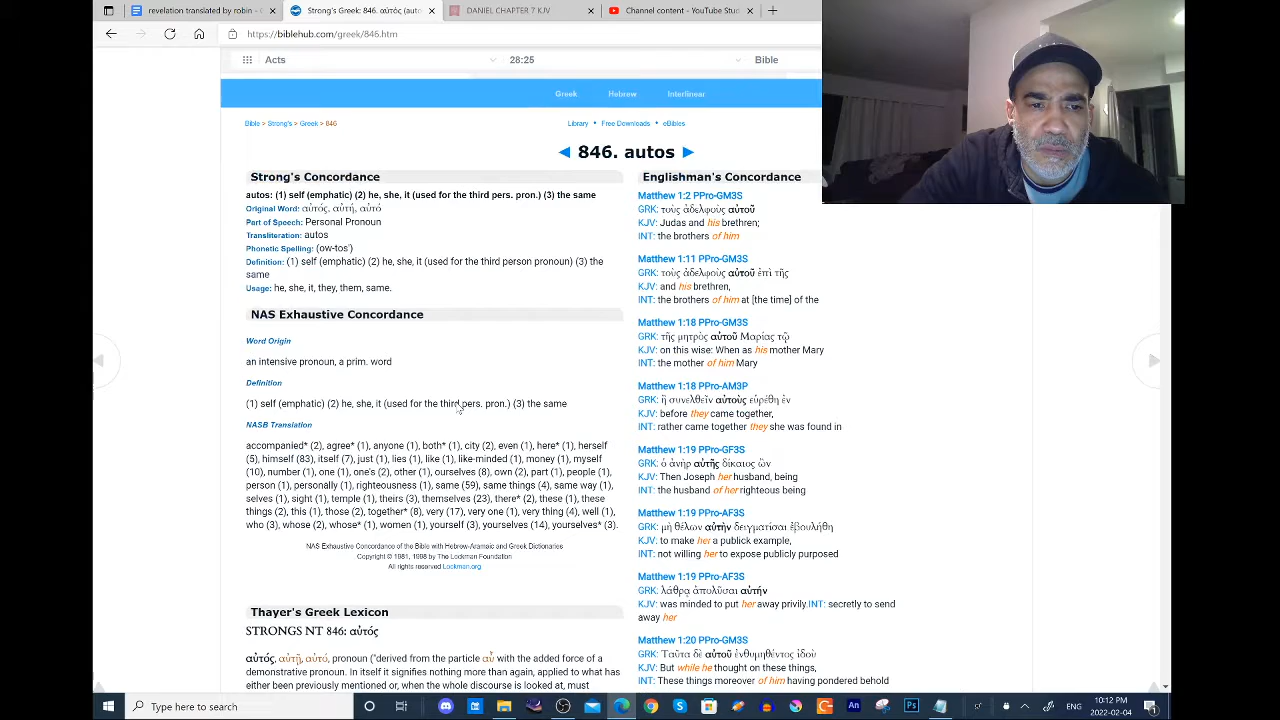 revelation translated by robin - G
Strong's Greek: 846. αὐτός (auto
DANIEL CHAPTER 7 KJV
Channel content - YouTube Stud
https://biblehub.com/greek/846.htm
Acts
28:25
Bible
Greek
Hebrew
Interlinear
Bible > Strong's > Greek > 846
Library • Free Downloads • eBibles
◄ 846. autos ►
Strong's Concordance
autos: (1) self (emphatic) (2) he, she, it (used for the third pers. pron.) (3) the same
Original Word: αὐτός, αὐτή, αὐτό
Part of Speech: Personal Pronoun
Transliteration: autos
Phonetic Spelling: (ow-tos')
Definition: (1) self (emphatic) (2) he, she, it (used for the third person pronoun) (3) the
same
Usage: he, she, it, they, them, same.
NAS Exhaustive Concordance
Word Origin
an intensive pronoun, a prim. word
Definition
(1) self (emphatic) (2) he, she, it (used for the third pers. pron.) (3) the same
NASB Translation
accompanied* (2), agree* (1), anyone (1), both* (1), city (2), even (1), here* (1), herself
(5), himself (83), itself (7), just (1), lies (1), like (1), like-minded (1), money (1), myself
(10), number (1), one (1), one's (2), other (1), ourselves (8), own (2), part (1), people (1),
person (1), personally (1), righteousness (1), same (59), same things (4), same way (1),
selves (1), sight (1), temple (1), theirs (3), themselves (23), there* (2), these (1), these
things (2), this (1), those (2), together* (8), very (17), very one (1), very thing (4), well (1),
who (3), whose (2), whose* (1), women (1), yourself (3), yourselves (14), yourselves* (3).
NAS Exhaustive Concordance of the Bible with Hebrew-Aramaic and Greek Dictionaries
Copyright © 1981, 1998 by The Lockman Foundation
All rights reserved Lockman.org
Thayer's Greek Lexicon
STRONGS NT 846: αὐτός
αὐτός, αὐτή, αὐτό, pronoun ("derived from the particle αὖ with the added force of a
demonstrative pronoun. In itself it signifies nothing more than again, applied to what has
either been previously mentioned or, when the whole discourse is looked at, must
Englishman's Concordance
Matthew 1:2 PPro-GM3S
GRK: τοὺς ἀδελφοὺς αὐτοῦ
KJV: Judas and his brethren;
INT: the brothers of him
Matthew 1:11 PPro-GM3S
GRK: τοὺς ἀδελφοὺς αὐτοῦ ἐπὶ τῆς
KJV: and his brethren,
INT: the brothers of him at [the time] of the
Matthew 1:18 PPro-GM3S
GRK: τῆς μητρὸς αὐτοῦ Μαρίας τῷ
KJV: on this wise: When as his mother Mary
INT: the mother of him Mary
Matthew 1:18 PPro-AM3P
GRK: ἢ συνελθεῖν αὐτοὺς εὑρέθη ἐν
KJV: before they came together,
INT: rather came together they she was found in
Matthew 1:19 PPro-GF3S
GRK: ὁ ἀνὴρ αὐτῆς δίκαιος ὢν
KJV: Then Joseph her husband, being
INT: the husband of her righteous being
Matthew 1:19 PPro-AF3S
GRK: μὴ θέλων αὐτὴν δειγματίσαι ἐβουλήθη
KJV: to make her a publick example,
INT: not willing her to expose publicly purposed
Matthew 1:19 PPro-AF3S
GRK: λάθρᾳ ἀπολῦσαι αὐτήν
KJV: was minded to put her away privily.INT: secretly to send
away her
Matthew 1:20 PPro-GM3S
GRK: Ταῦτα δὲ αὐτοῦ ἐνθυμηθέντος ἰδοὺ
KJV: But while he thought on these things,
INT: These things moreover of him having pondered behold
Type here to search
ENG
10:12 PM
2022-02-04